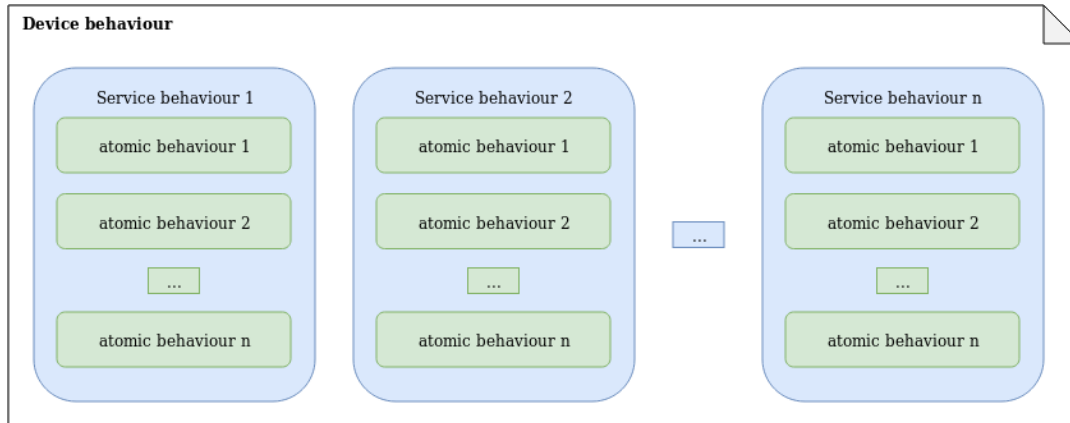 Device behaviour
Service behaviour 1
atomic behaviour 1
atomic behaviour 2
...
atomic behaviour n
Service behaviour 2
atomic behaviour 1
atomic behaviour 2
...
atomic behaviour n
...
Service behaviour n
atomic behaviour 1
atomic behaviour 2
...
atomic behaviour n